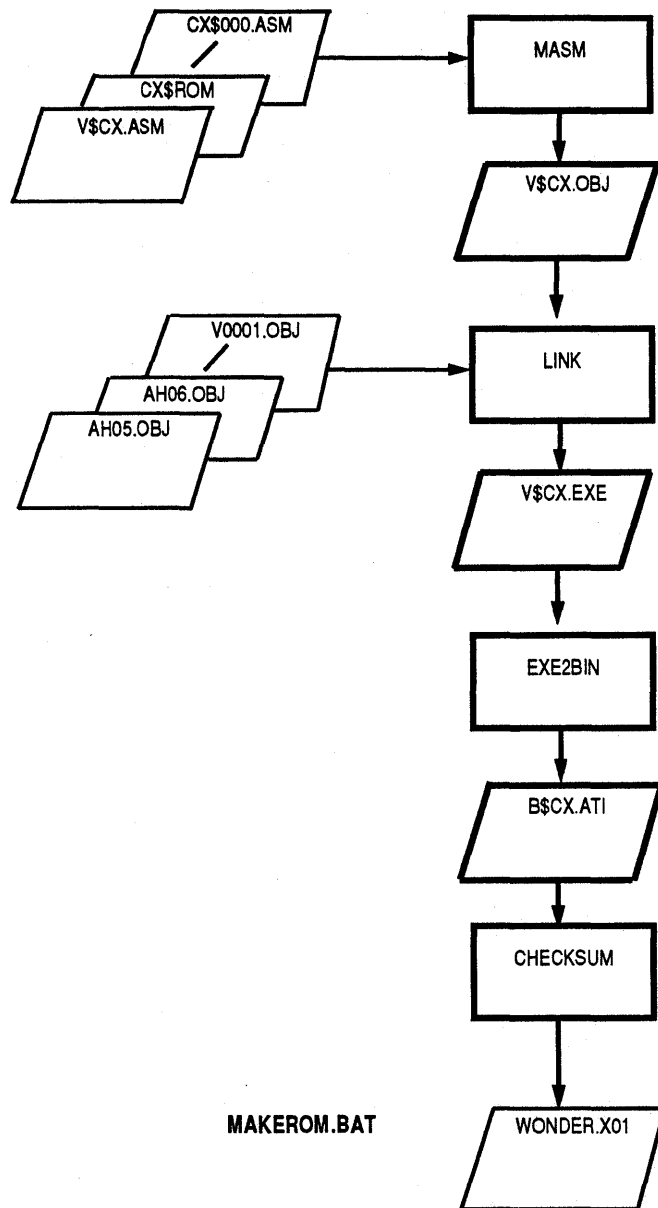 CX$000.ASM
CX$ROM
V$CX.ASM
MASM
V$CX.OBJ
V0001.OBJ
AH06.OBJ
AH05.OBJ
LINK
V$CX.EXE
EXE2BIN
B$CX.ATI
CHECKSUM
MAKEROM.BAT
WONDER.X01